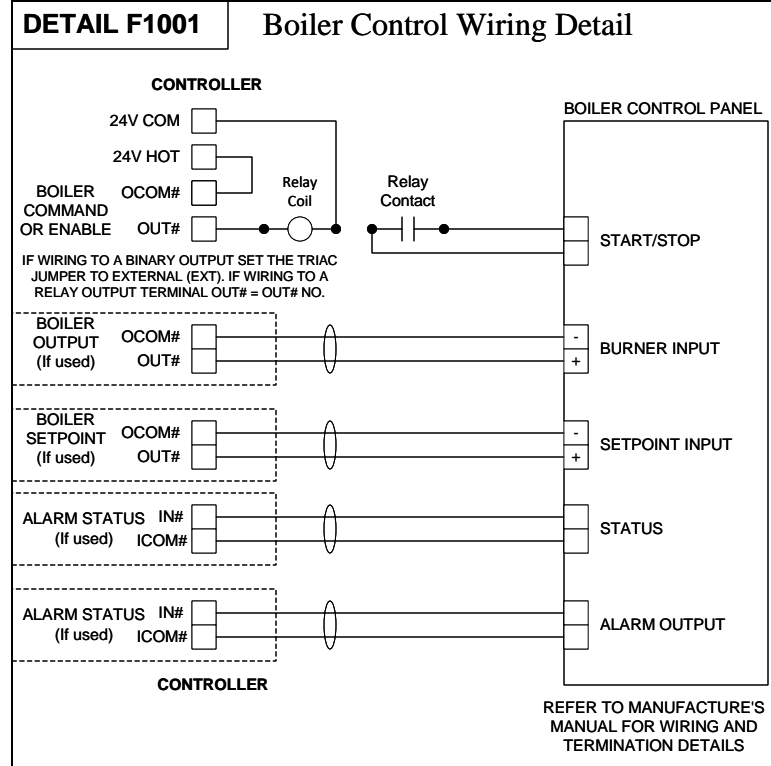 DETAIL F1001
Boiler Control Wiring Detail
CONTROLLER
BOILER CONTROL PANEL
24V COM
24V HOT
BOILER
COMMAND
OR ENABLE
OCOM#
OUT#
Relay
Coil
Relay
Contact
START/STOP
IF WIRING TO A BINARY OUTPUT SET THE TRIAC
JUMPER TO EXTERNAL (EXT). IF WIRING TO A
RELAY OUTPUT TERMINAL OUT# = OUT# NO.
BOILER
OUTPUT
(If used)
OCOM#
OUT#
-
+
BURNER INPUT
BOILER
SETPOINT
(If used)
OCOM#
OUT#
-
+
SETPOINT INPUT
ALARM STATUS
(If used)
IN#
ICOM#
STATUS
ALARM STATUS
(If used)
IN#
ICOM#
ALARM OUTPUT
CONTROLLER
REFER TO MANUFACTURE'S
MANUAL FOR WIRING AND
TERMINATION DETAILS